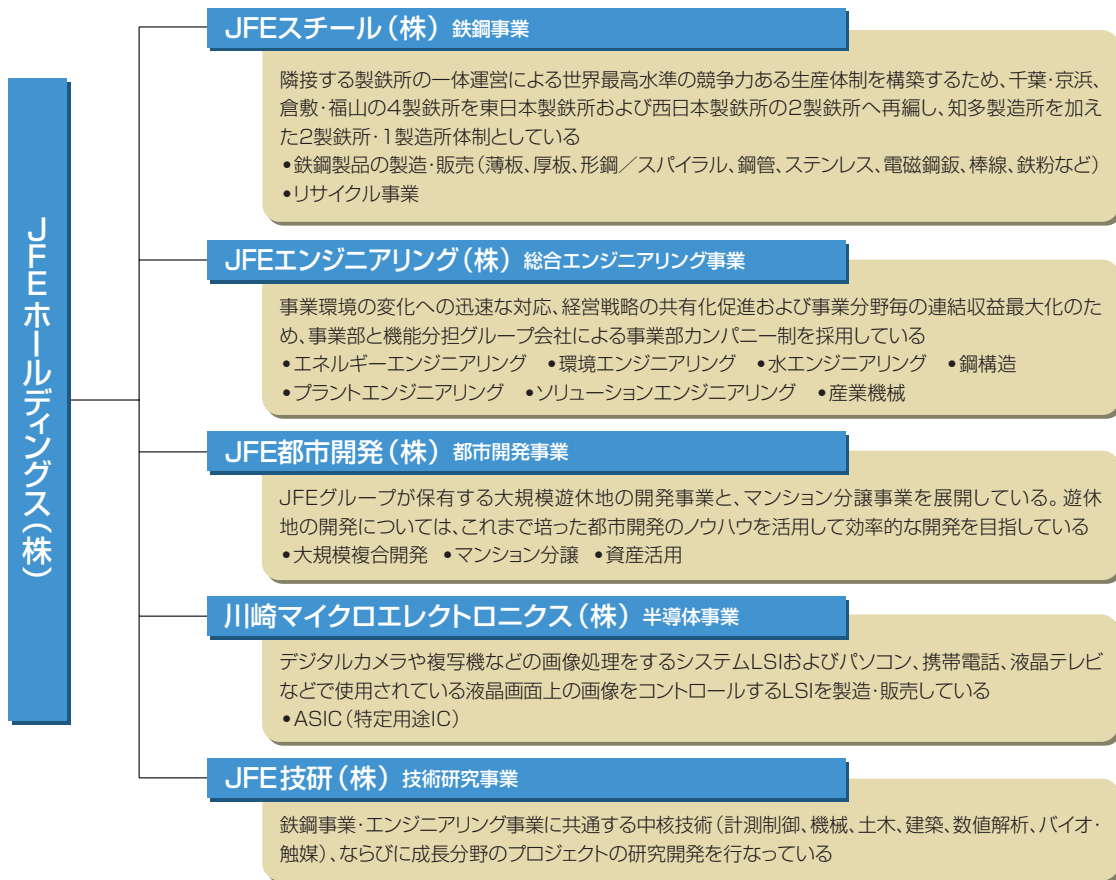 JFEホールディングス(株)
JFEスチール(株) 鉄鋼事業
隣接する製鉄所の一体運営による世界最高水準の競争力ある生産体制を構築するため、千葉・京浜、
倉敷・福山の4製鉄所を東日本製鉄所および西日本製鉄所の2製鉄所へ再編し、知多製造所を加え
た2製鉄所・1製造所体制としている
•鉄鋼製品の製造・販売(薄板、厚板、形鋼／スパイラル、鋼管、ステンレス、電磁鋼鈑、棒線、鉄粉など)
•リサイクル事業
JFEエンジニアリング(株) 総合エンジニアリング事業
事業環境の変化への迅速な対応、経営戦略の共有化促進および事業分野毎の連結収益最大化のた
め、事業部と機能分担グループ会社による事業部カンパニー制を採用している
•エネルギーエンジニアリング •環境エンジニアリング •水エンジニアリング •鋼構造
•プラントエンジニアリング •ソリューションエンジニアリング •産業機械
JFE都市開発(株) 都市開発事業
JFEグループが保有する大規模遊休地の開発事業と、マンション分譲事業を展開している。遊休
地の開発については、これまで培った都市開発のノウハウを活用して効率的な開発を目指している
•大規模複合開発 •マンション分譲 •資産活用
川崎マイクロエレクトロニクス(株) 半導体事業
デジタルカメラや複写機などの画像処理をするシステムLSIおよびパソコン、携帯電話、液晶テレビ
などで使用されている液晶画面上の画像をコントロールするLSIを製造・販売している
•ASIC(特定用途IC)
JFE技研(株) 技術研究事業
鉄鋼事業・エンジニアリング事業に共通する中核技術(計測制御、機械、土木、建築、数値解析、バイオ・
触媒)、ならびに成長分野のプロジェクトの研究開発を行なっている